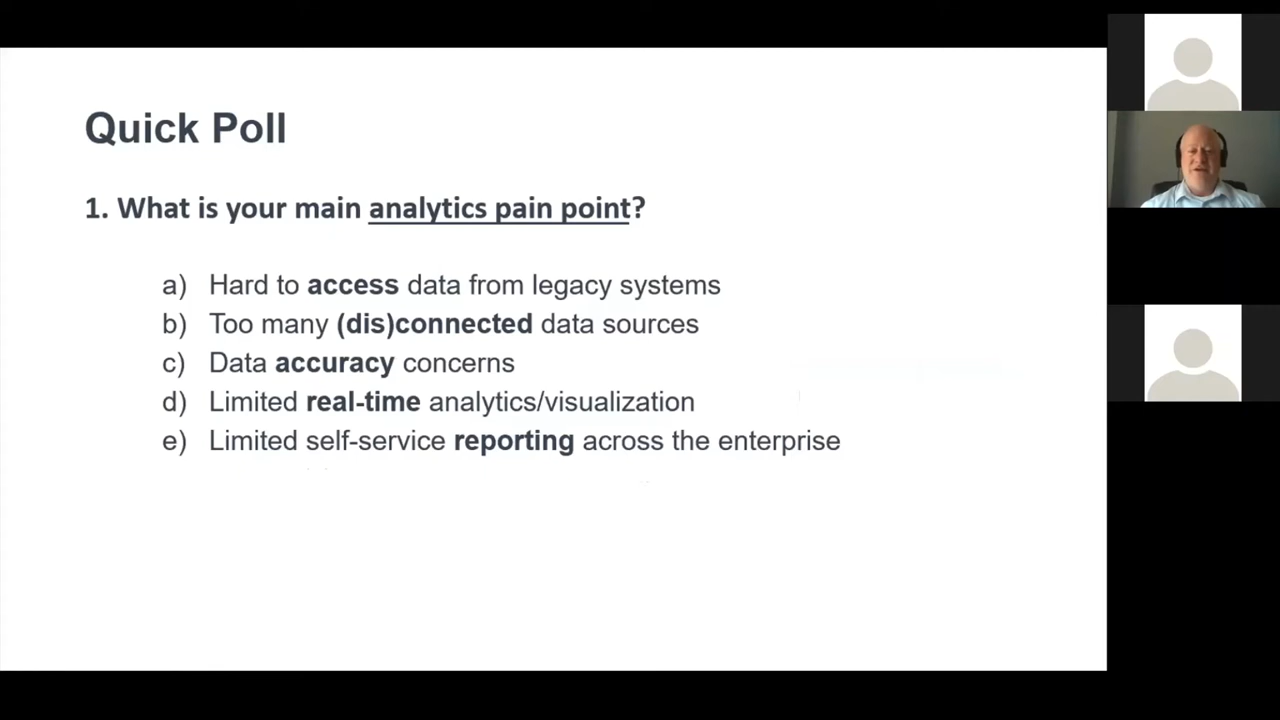 Quick Poll
1. What is your main analytics pain point?
a) Hard to access data from legacy systems
b) Too many (dis)connected data sources
c) Data accuracy concerns
d) Limited real-time analytics/visualization
e) Limited self-service reporting across the enterprise